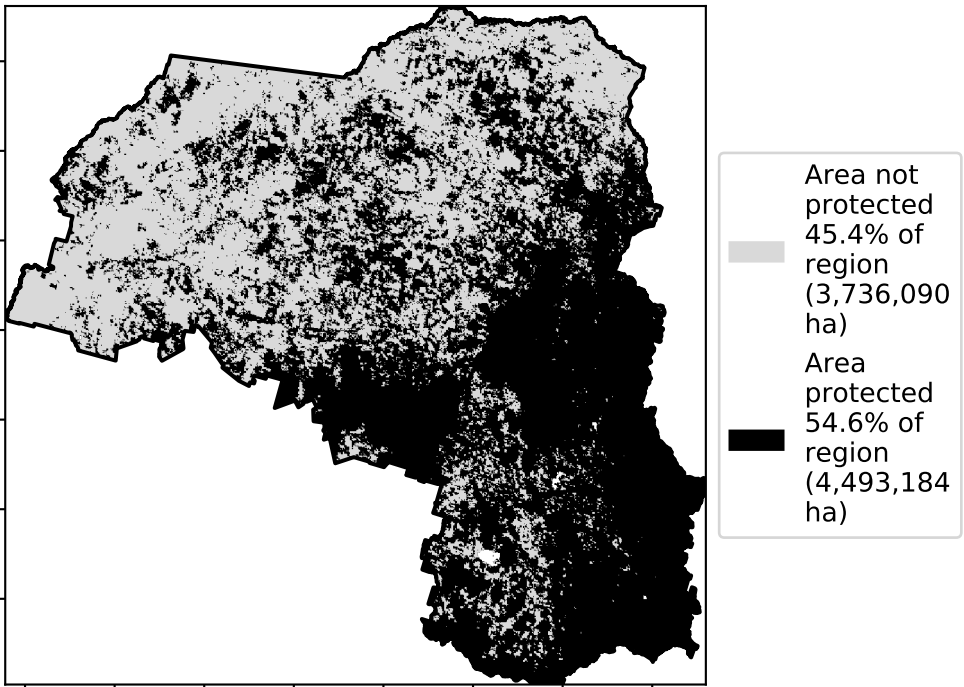 Area not
protected
45.4% of
region
(3,736,090
ha)
Area
protected
54.6% of
region
(4,493,184
ha)